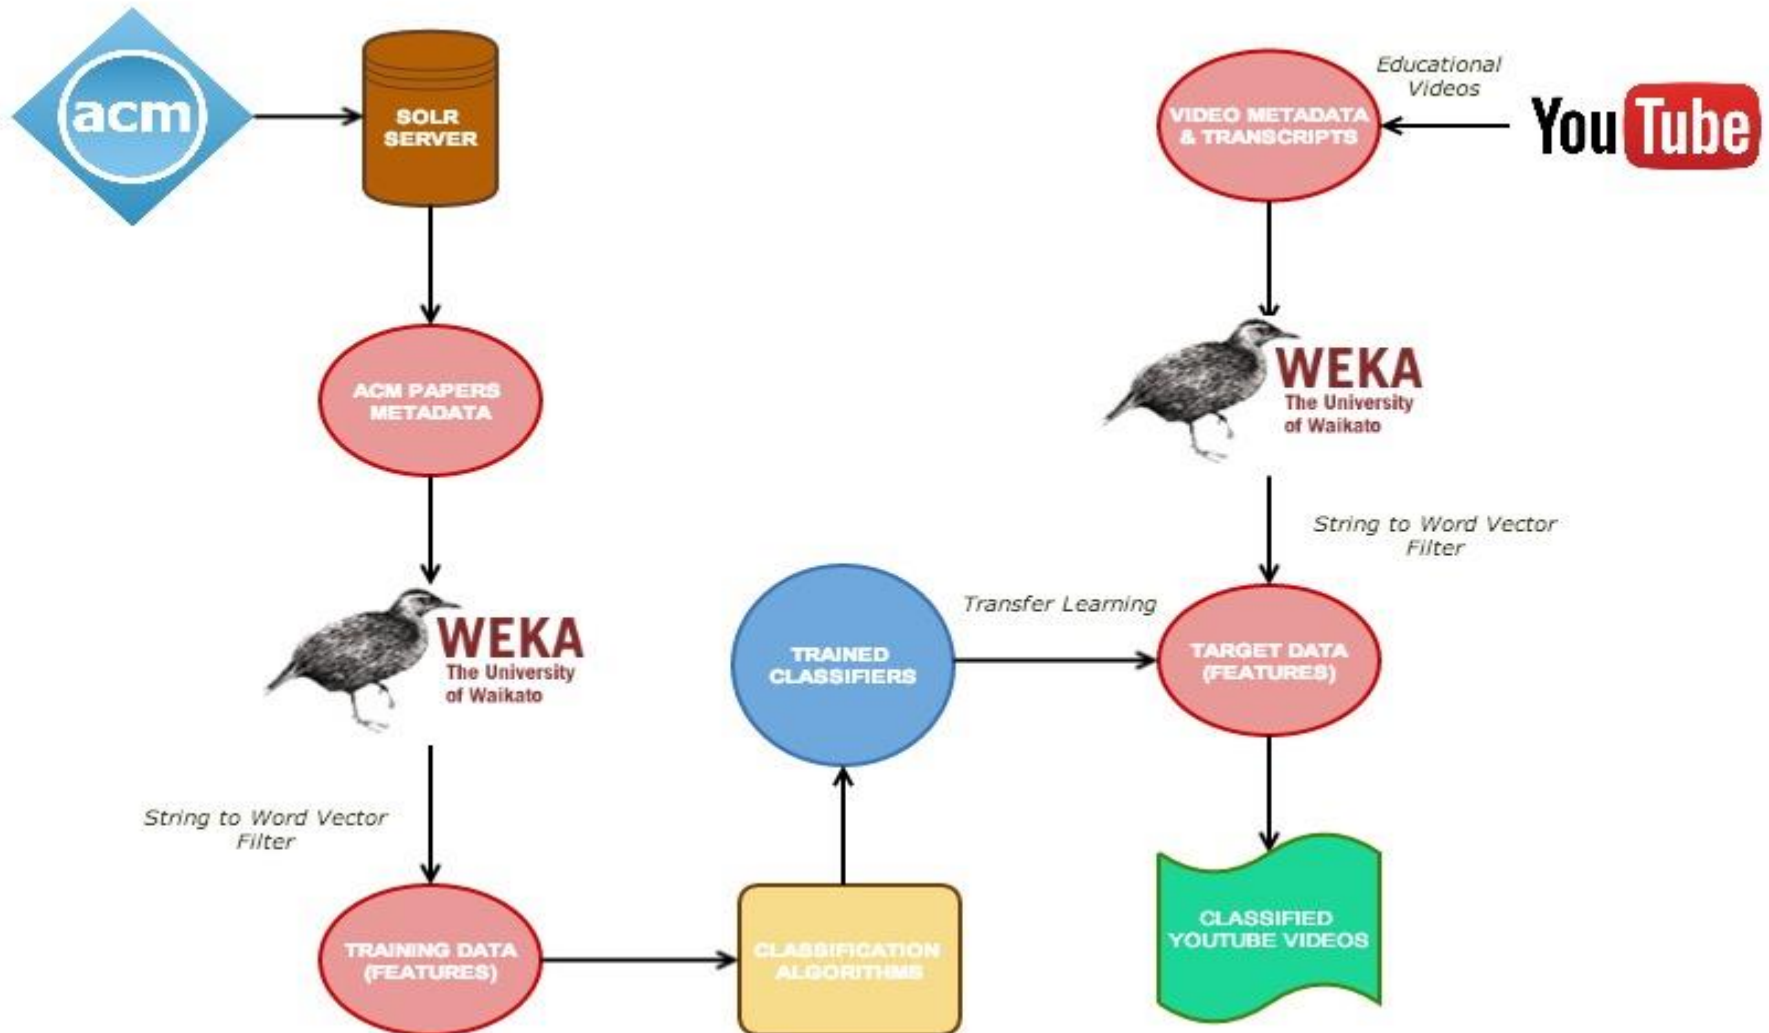 acm
SOLR
SERVER
ACM PAPERS
METADATA
WEKA
The University
of Waikato
String to Word Vector
Filter
TRAINING DATA
(FEATURES)
CLASSIFICATION
ALGORITHMS
TRAINED
CLASSIFIERS
Transfer Learning
Educational
Videos
YouTube
VIDEO METADATA
& TRANSCRIPTS
WEKA
The University
of Waikato
String to Word Vector
Filter
TARGET DATA
(FEATURES)
CLASSIFIED
YOUTUBE VIDEOS